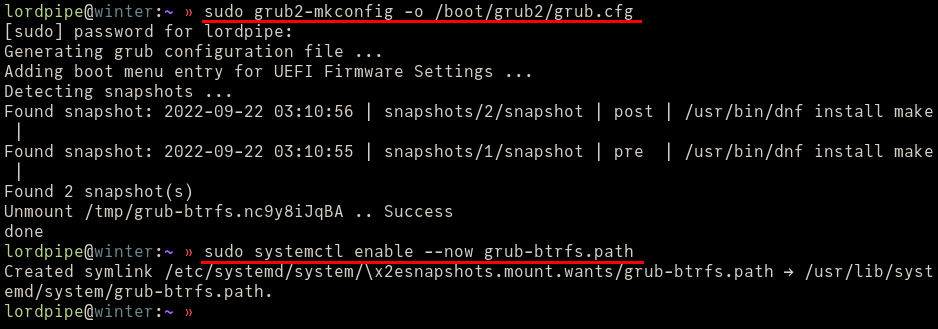 lordpipe@winter:~ » sudo grub2-mkconfig -o /boot/grub2/grub.cfg
[sudo] password for lordpipe:
Generating grub configuration file ...
Adding boot menu entry for UEFI Firmware Settings ...
Detecting snapshots ...
Found snapshot: 2022-09-22 03:10:56 | snapshots/2/snapshot | post | /usr/bin/dnf install make
 |
Found snapshot: 2022-09-22 03:10:55 | snapshots/1/snapshot | pre  | /usr/bin/dnf install make
 |
Found 2 snapshot(s)
Unmount /tmp/grub-btrfs.nc9y8iJqBA .. Success
done
lordpipe@winter:~ » sudo systemctl enable --now grub-btrfs.path
Created symlink /etc/systemd/system/\x2esnapshots.mount.wants/grub-btrfs.path → /usr/lib/syst
emd/system/grub-btrfs.path.
lordpipe@winter:~ »